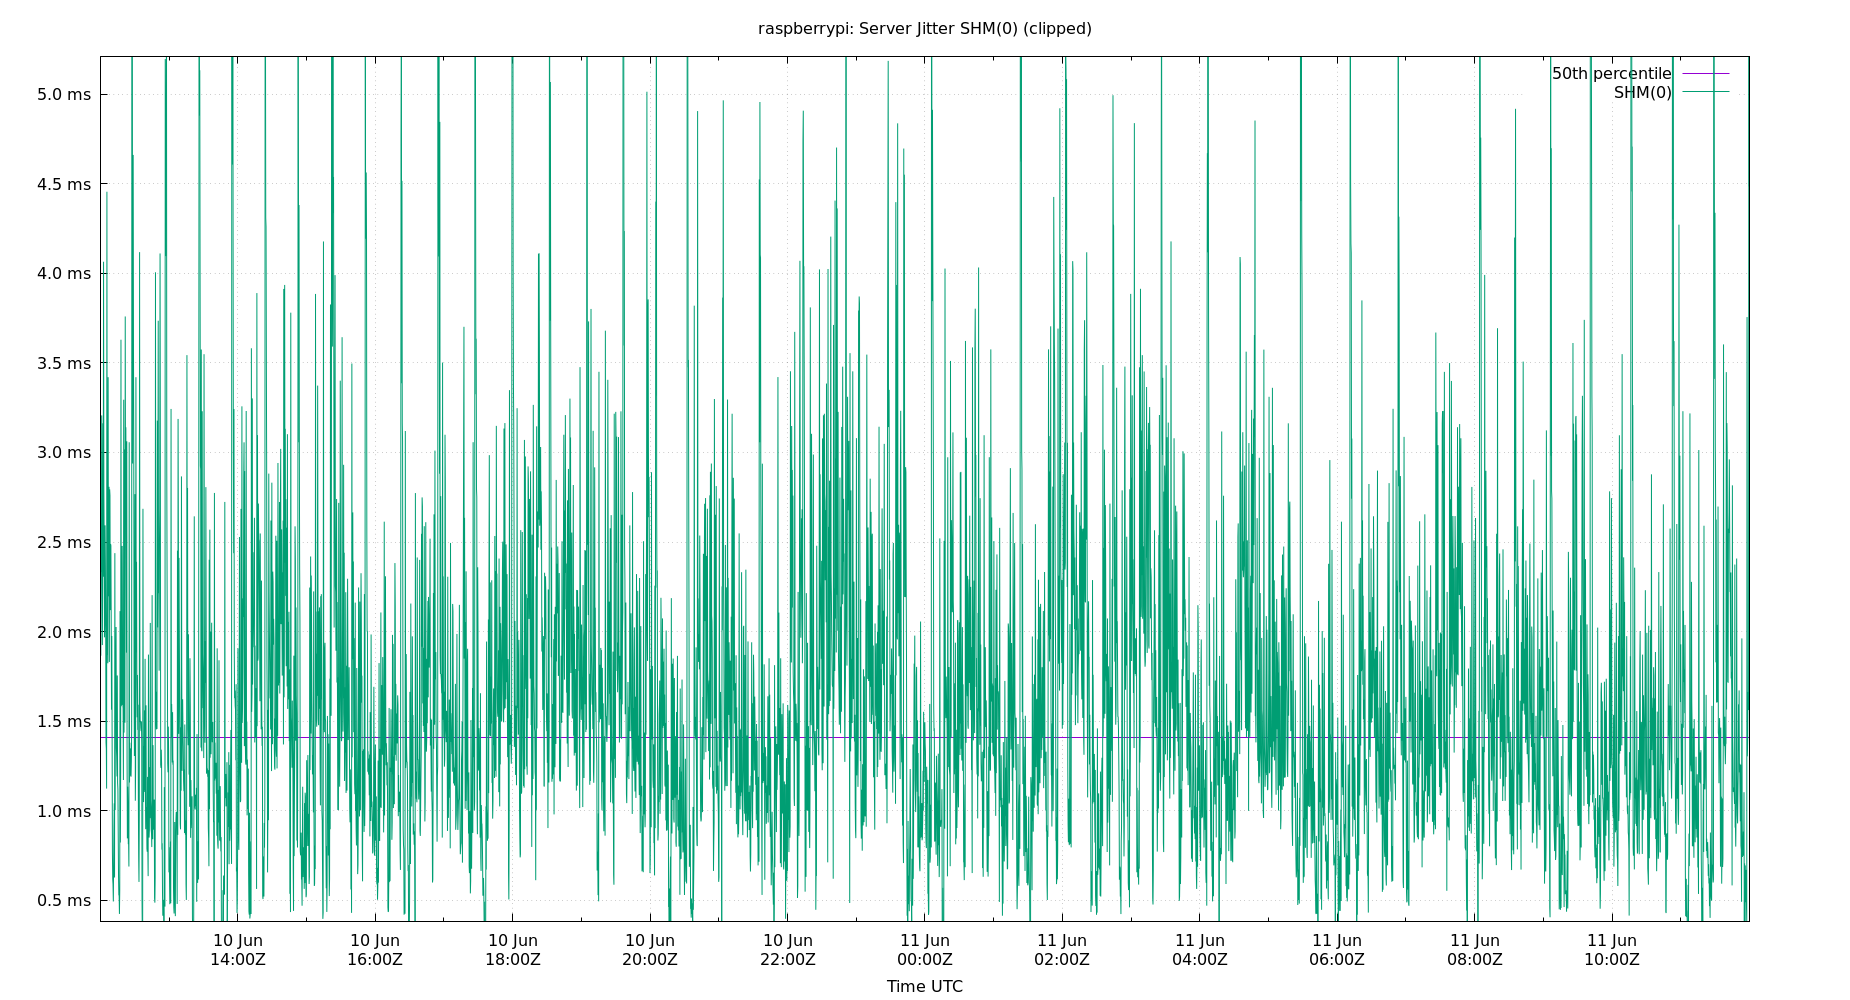 raspberrypi: Server Jitter SHM(0) (clipped)
50th percentile
SHM(0)
5.0 ms
4.5 ms
4.0 ms
3.5 ms
3.0 ms
2.5 ms
2.0 ms
1.5 ms
1.0 ms
0.5 ms
10 Jun 10 Jun 10 Jun 10 Jun 10 Jun 11 Jun 11 Jun 11 Jun 11 Jun 11 Jun 11 Jun
14:00Z 16:00Z 18:00Z 20:00Z 22:00Z 00:00Z 02:00Z 04:00Z 06:00Z 08:00Z 10:00Z
Time UTC